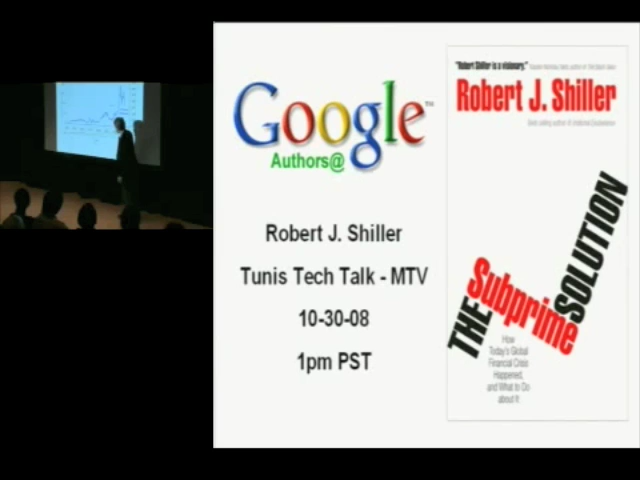 Google™
Authors@
Robert J. Shiller
Tunis Tech Talk - MTV
10-30-08
1pm PST
"Robert Shiller is a visionary."
Robert J. Shiller
THE Subprime SOLUTION
How
Today's Global
Financial Crisis
Happened,
and What to Do
about It